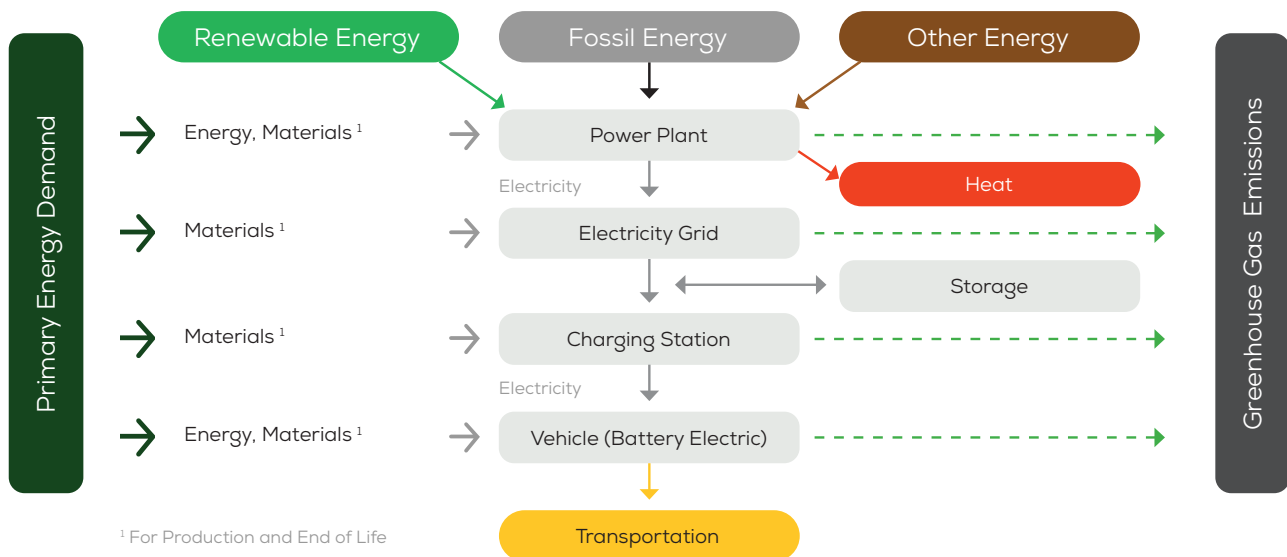 Renewable Energy
Fossil Energy
Other Energy
Primary Energy Demand
Greenhouse Gas Emissions
Energy, Materials ¹
Power Plant
Electricity
Heat
Materials ¹
Electricity Grid
Storage
Materials ¹
Charging Station
Electricity
Energy, Materials ¹
Vehicle (Battery Electric)
¹ For Production and End of Life
Transportation